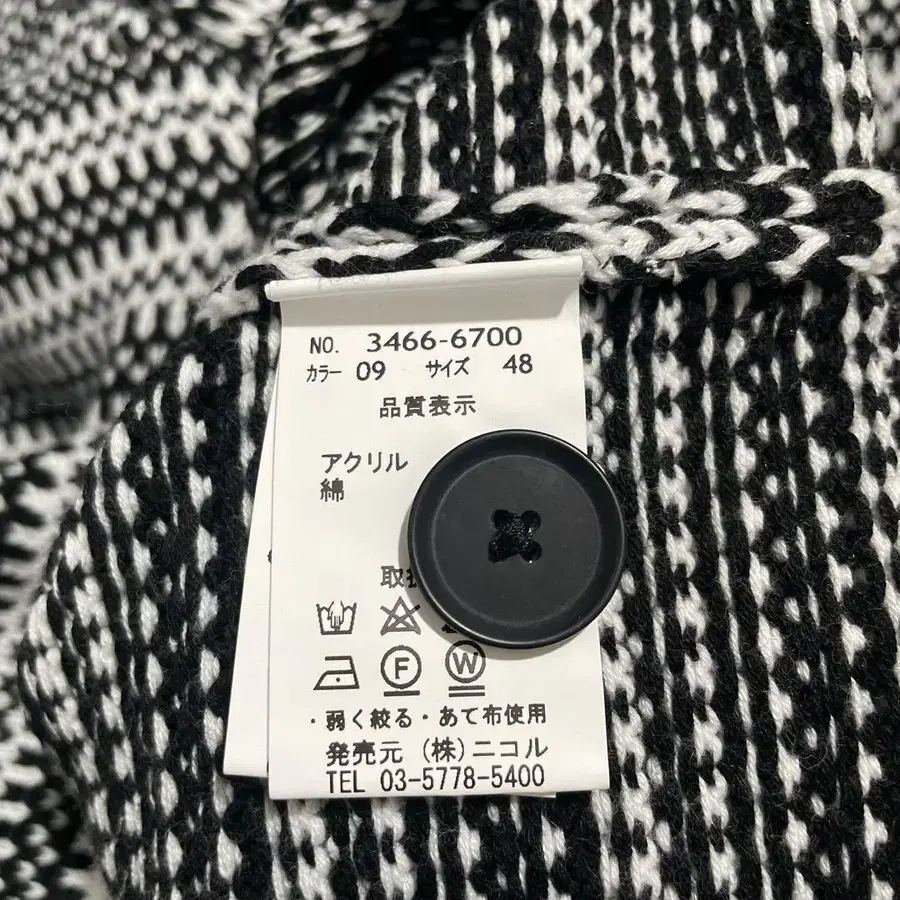 NO. 3466-6700
カラー 09 サイズ 48
品質表示
アクリル
綿
取
F W
・弱く絞る・あて布使用
発売元 (株)ニコル
TEL 03-5778-5400